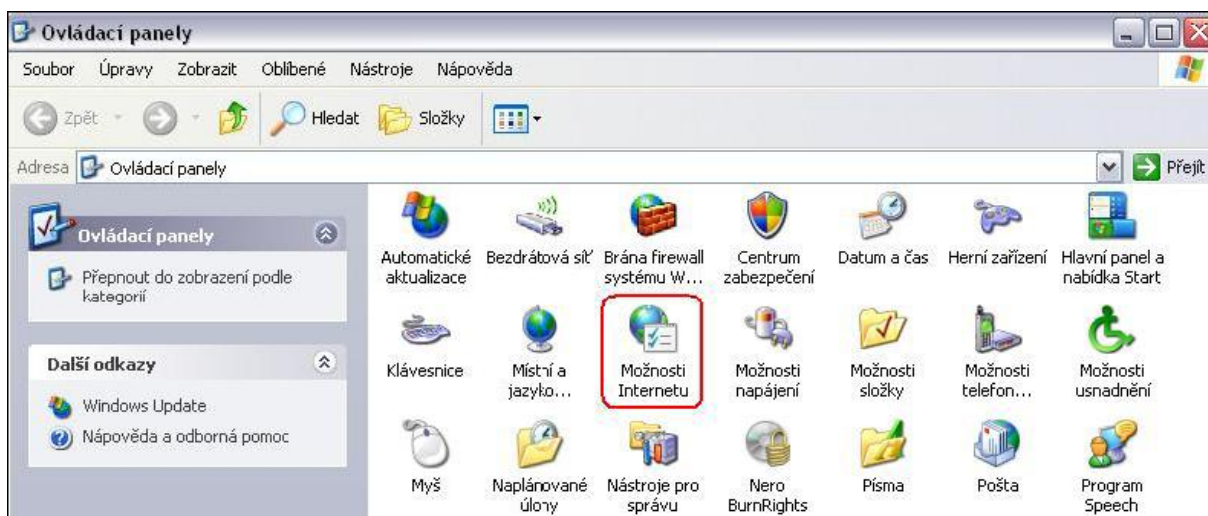 Ovládací panely
Soubor Úpravy Zobrazit Oblíbené Nástroje Nápověda
Zpět Hledat Složky
Adresa Ovládací panely Přejít
Ovládací panely
Přepnout do zobrazení podle
kategorií
Další odkazy
Windows Update
Nápověda a odborná pomoc
Automatické
aktualizace
Bezdrátová síť
Brána firewall
systému W...
Centrum
zabezpečení
Datum a čas
Herní zařízení
Hlavní panel a
nabídka Start
Klávesnice
Místní a
jazyko...
Možnosti
Internetu
Možnosti
napájení
Možnosti
složky
Možnosti
telefon...
Možnosti
usnadnění
Myš
Naplánované
úlohy
Nástroje pro
správu
Nero
BurnRights
Písma
Pošta
Program
Speech